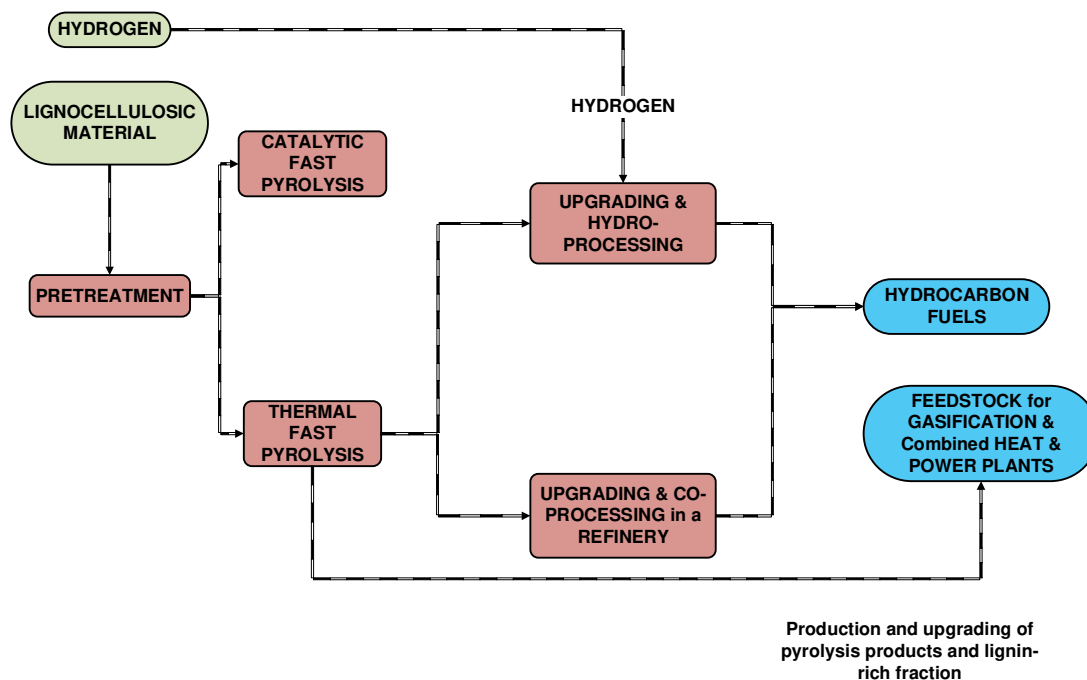 HYDROGEN
LIGNOCELLULOSIC
MATERIAL
HYDROGEN
CATALYTIC
FAST
PYROLYSIS
UPGRADING &
HYDRO-
PROCESSING
PRETREATMENT
HYDROCARBON
FUELS
THERMAL
FAST
PYROLYSIS
FEEDSTOCK for
GASIFICATION &
Combined HEAT &
POWER PLANTS
UPGRADING & CO-
PROCESSING in a
REFINERY
Production and upgrading of
pyrolysis products and lignin-
rich fraction